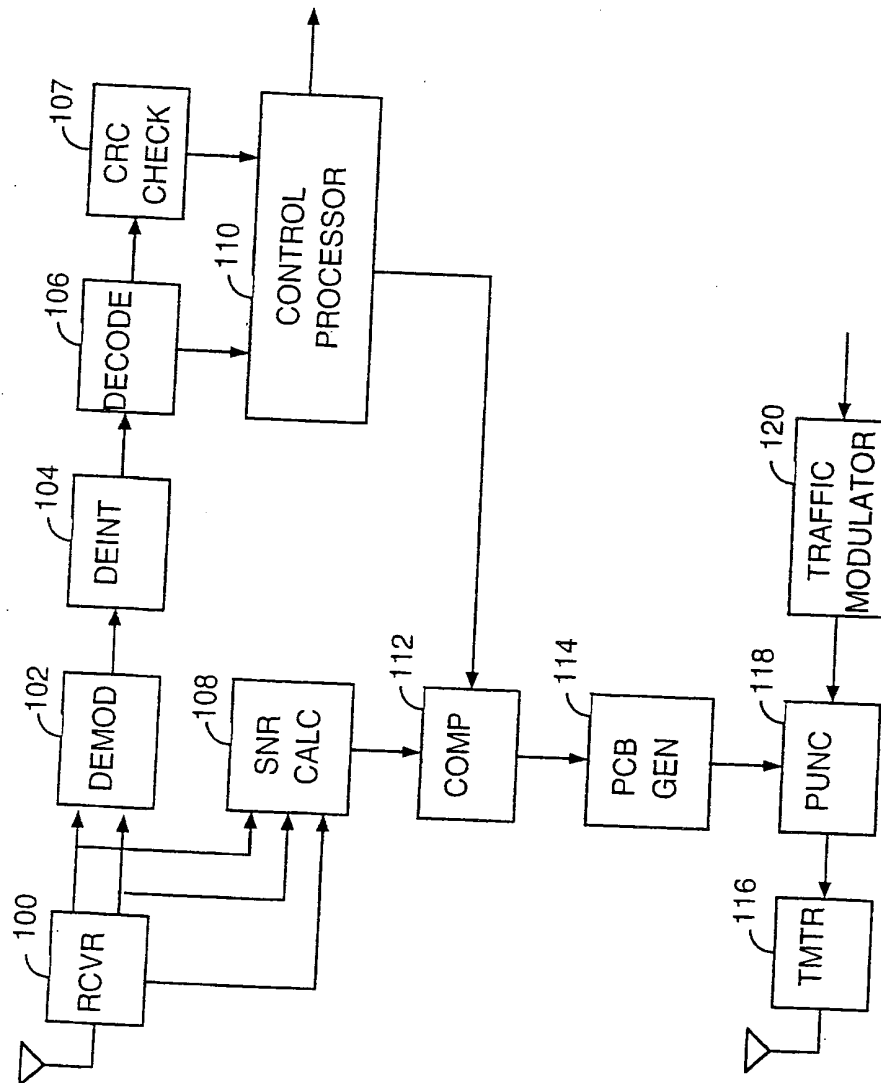 100
RCVR
102
DEMOD
104
DEINT
106
DECODE
107
CRC
CHECK
108
SNR
CALC
110
CONTROL
PROCESSOR
112
COMP
114
PCB
GEN
116
TMTR
118
PUNC
120
TRAFFIC
MODULATOR